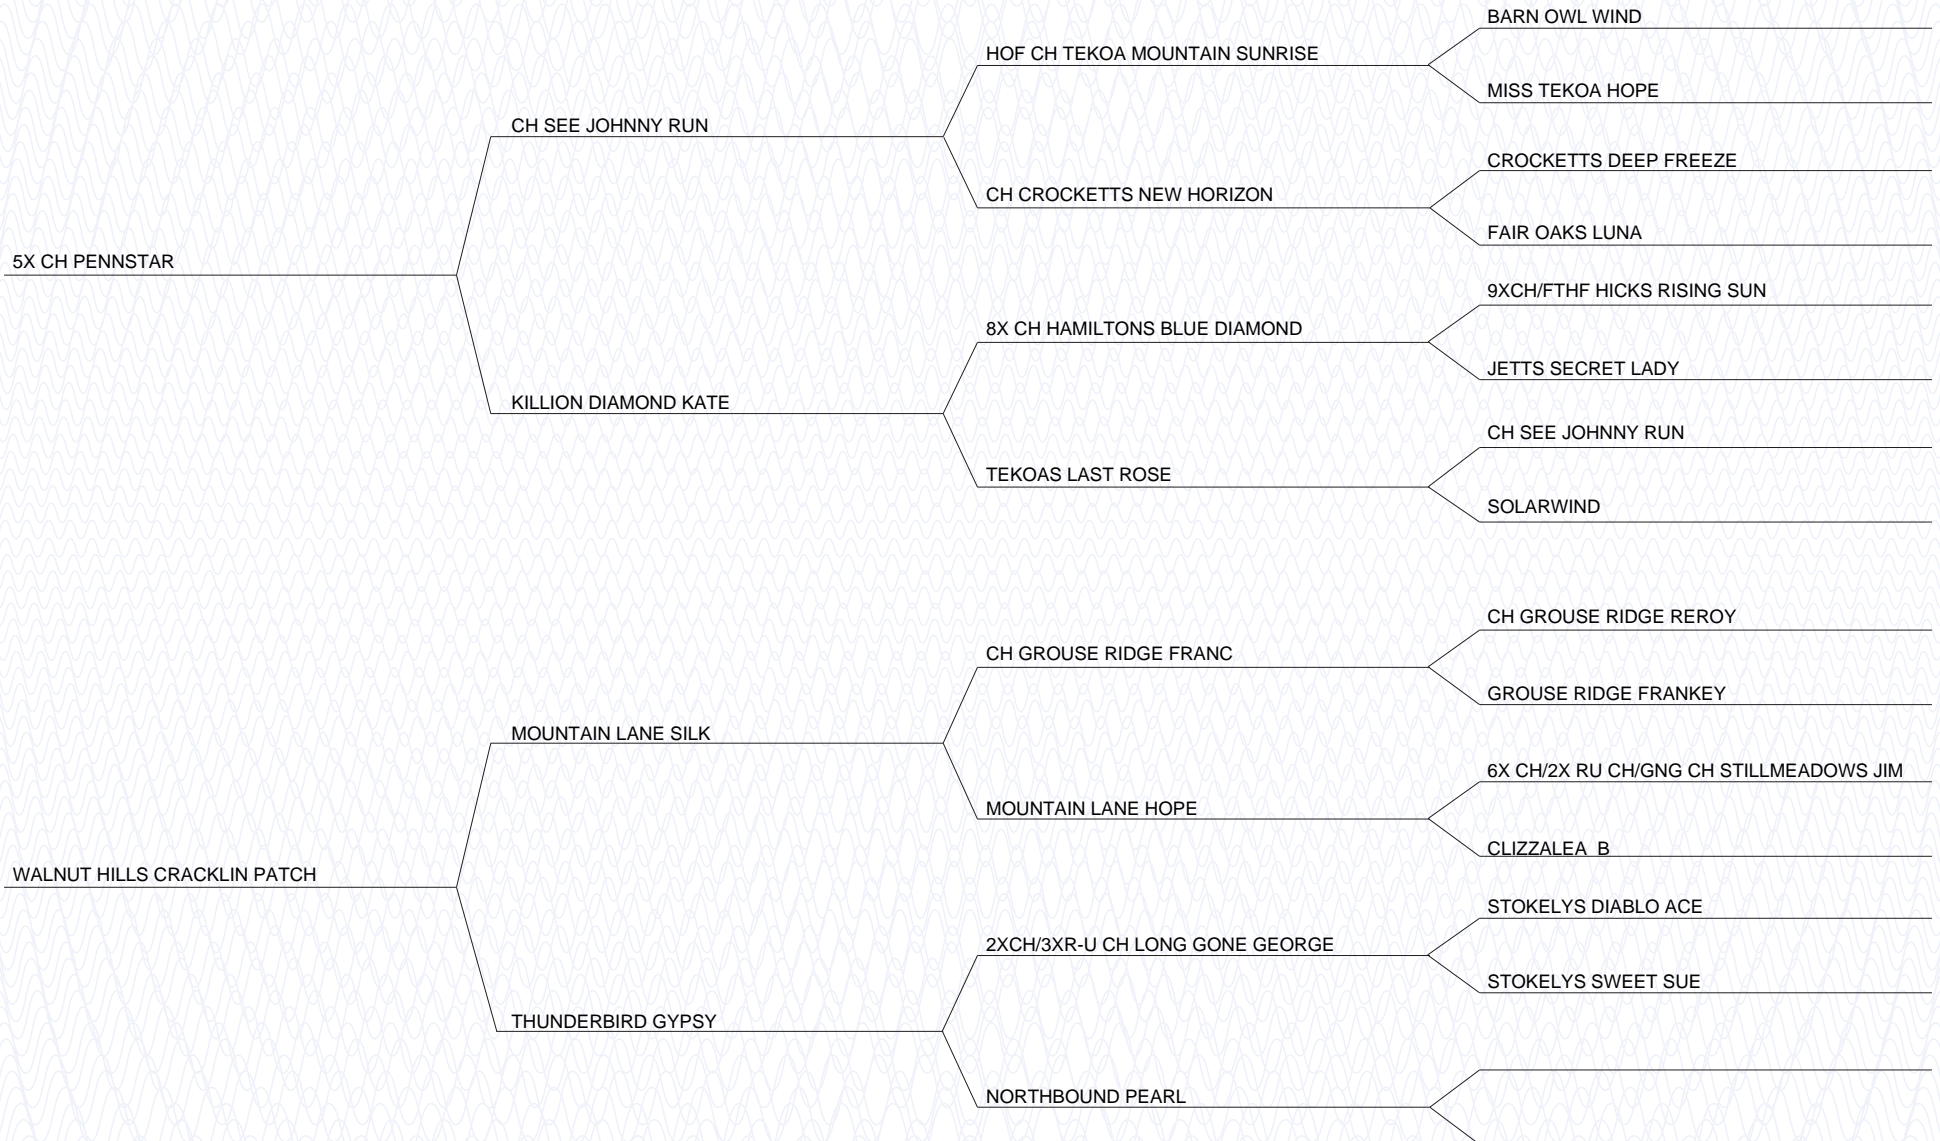 BARN OWL WIND
HOF CH TEKOA MOUNTAIN SUNRISE
MISS TEKOA HOPE
CH SEE JOHNNY RUN
CROCKETTS DEEP FREEZE
CH CROCKETTS NEW HORIZON
FAIR OAKS LUNA
5X CH PENNSTAR
9XCH/FTHF HICKS RISING SUN
8X CH HAMILTONS BLUE DIAMOND
JETTS SECRET LADY
KILLION DIAMOND KATE
CH SEE JOHNNY RUN
TEKOAS LAST ROSE
SOLARWIND
CH GROUSE RIDGE REROY
CH GROUSE RIDGE FRANC
GROUSE RIDGE FRANKEY
MOUNTAIN LANE SILK
6X CH/2X RU CH/GNG CH STILLMEADOWS JIM
MOUNTAIN LANE HOPE
CLIZZALEA  B
WALNUT HILLS CRACKLIN PATCH
STOKELYS DIABLO ACE
2XCH/3XR-U CH LONG GONE GEORGE
STOKELYS SWEET SUE
THUNDERBIRD GYPSY
NORTHBOUND PEARL